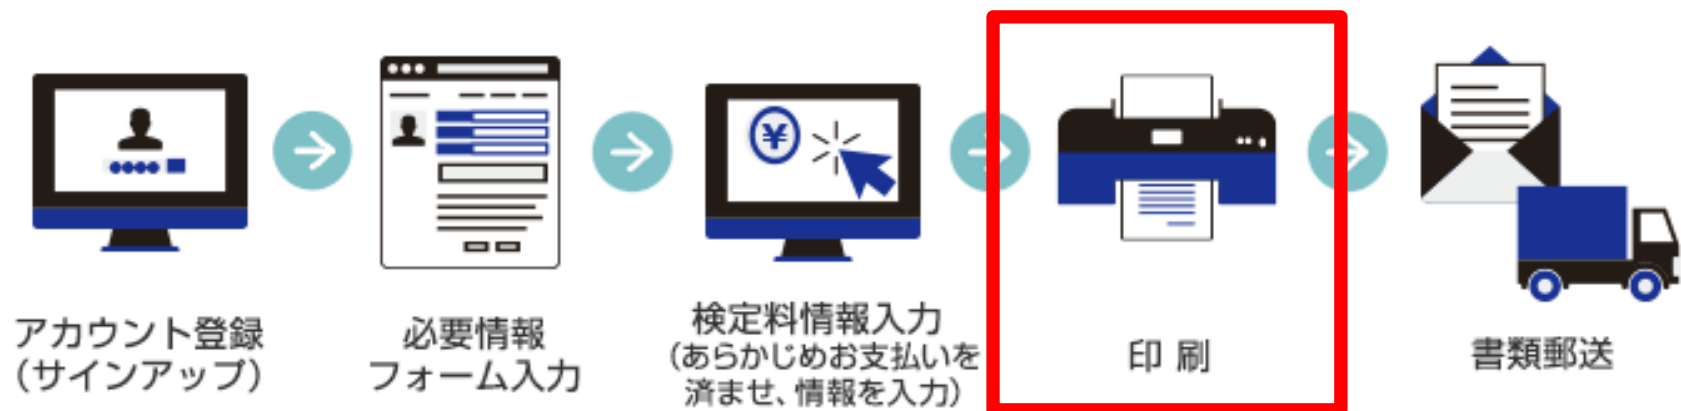 ¥
アカウント登録
（サインアップ）
必要情報
フォーム入力
検定料情報入力
（あらかじめお支払いを
済ませ、情報を入力）
印 刷
書類郵送